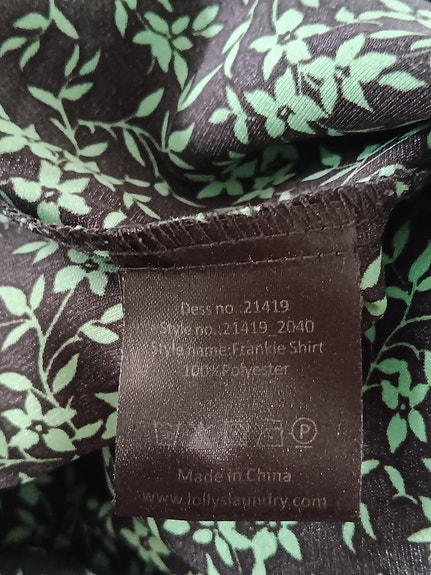 Dess no.:21419
Style no.:21419_2040
Style name:Frankie Shirt
100%Polyester
P
Made in China
www.lollyslaundry.com